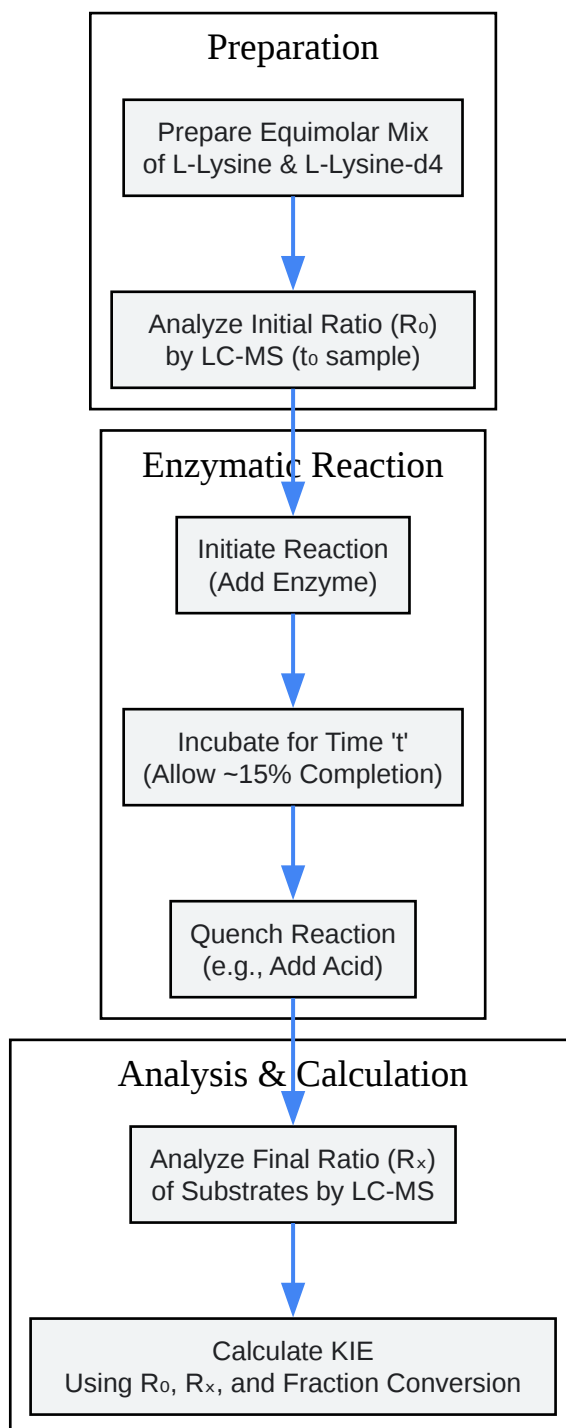 Preparation
Prepare Equimolar Mix
of L-Lysine & L-Lysine-d4
Analyze Initial Ratio (R₀)
by LC-MS (t₀ sample)
Enzymatic Reaction
Initiate Reaction
(Add Enzyme)
Incubate for Time 't'
(Allow ~15% Completion)
Quench Reaction
(e.g., Add Acid)
Analysis & Calculation
Analyze Final Ratio (Rₓ)
of Substrates by LC-MS
Calculate KIE
Using R₀, Rₓ, and Fraction Conversion